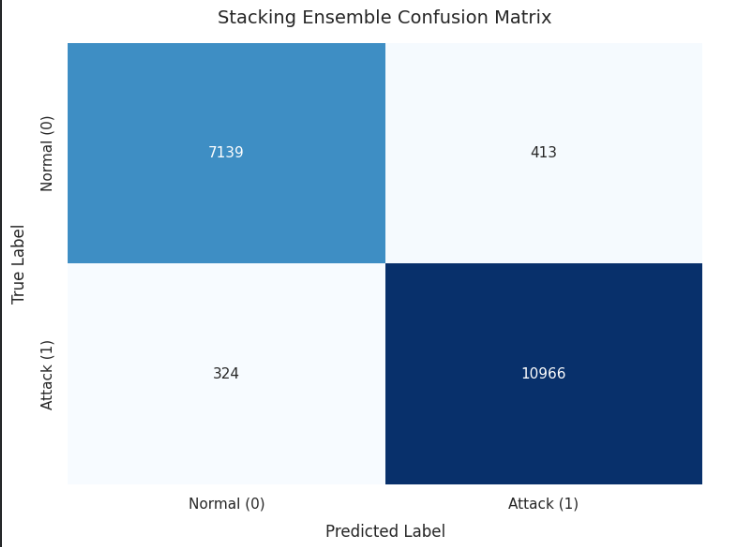 Stacking Ensemble Confusion Matrix
True Label
Normal (0)
7139
413
Attack (1)
324
10966
Normal (0)
Attack (1)
Predicted Label